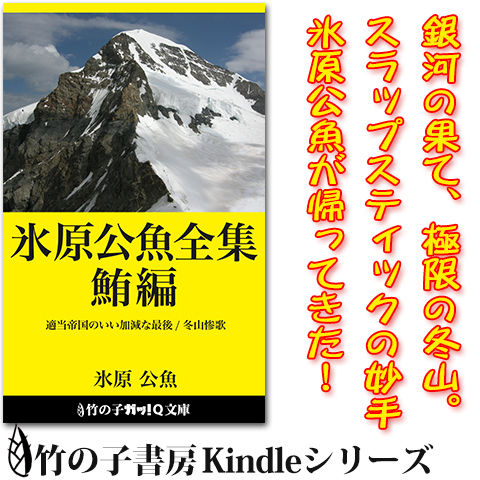 銀河の果て、極限の冬山。
スラップスティックの妙手
氷原公魚が帰ってきた！
氷原公魚全集
鮪編
適当帝国のいい加減な最後/冬山惨歌
氷原 公魚
竹の子ガッ!Q文庫
竹の子書房Kindleシリーズ